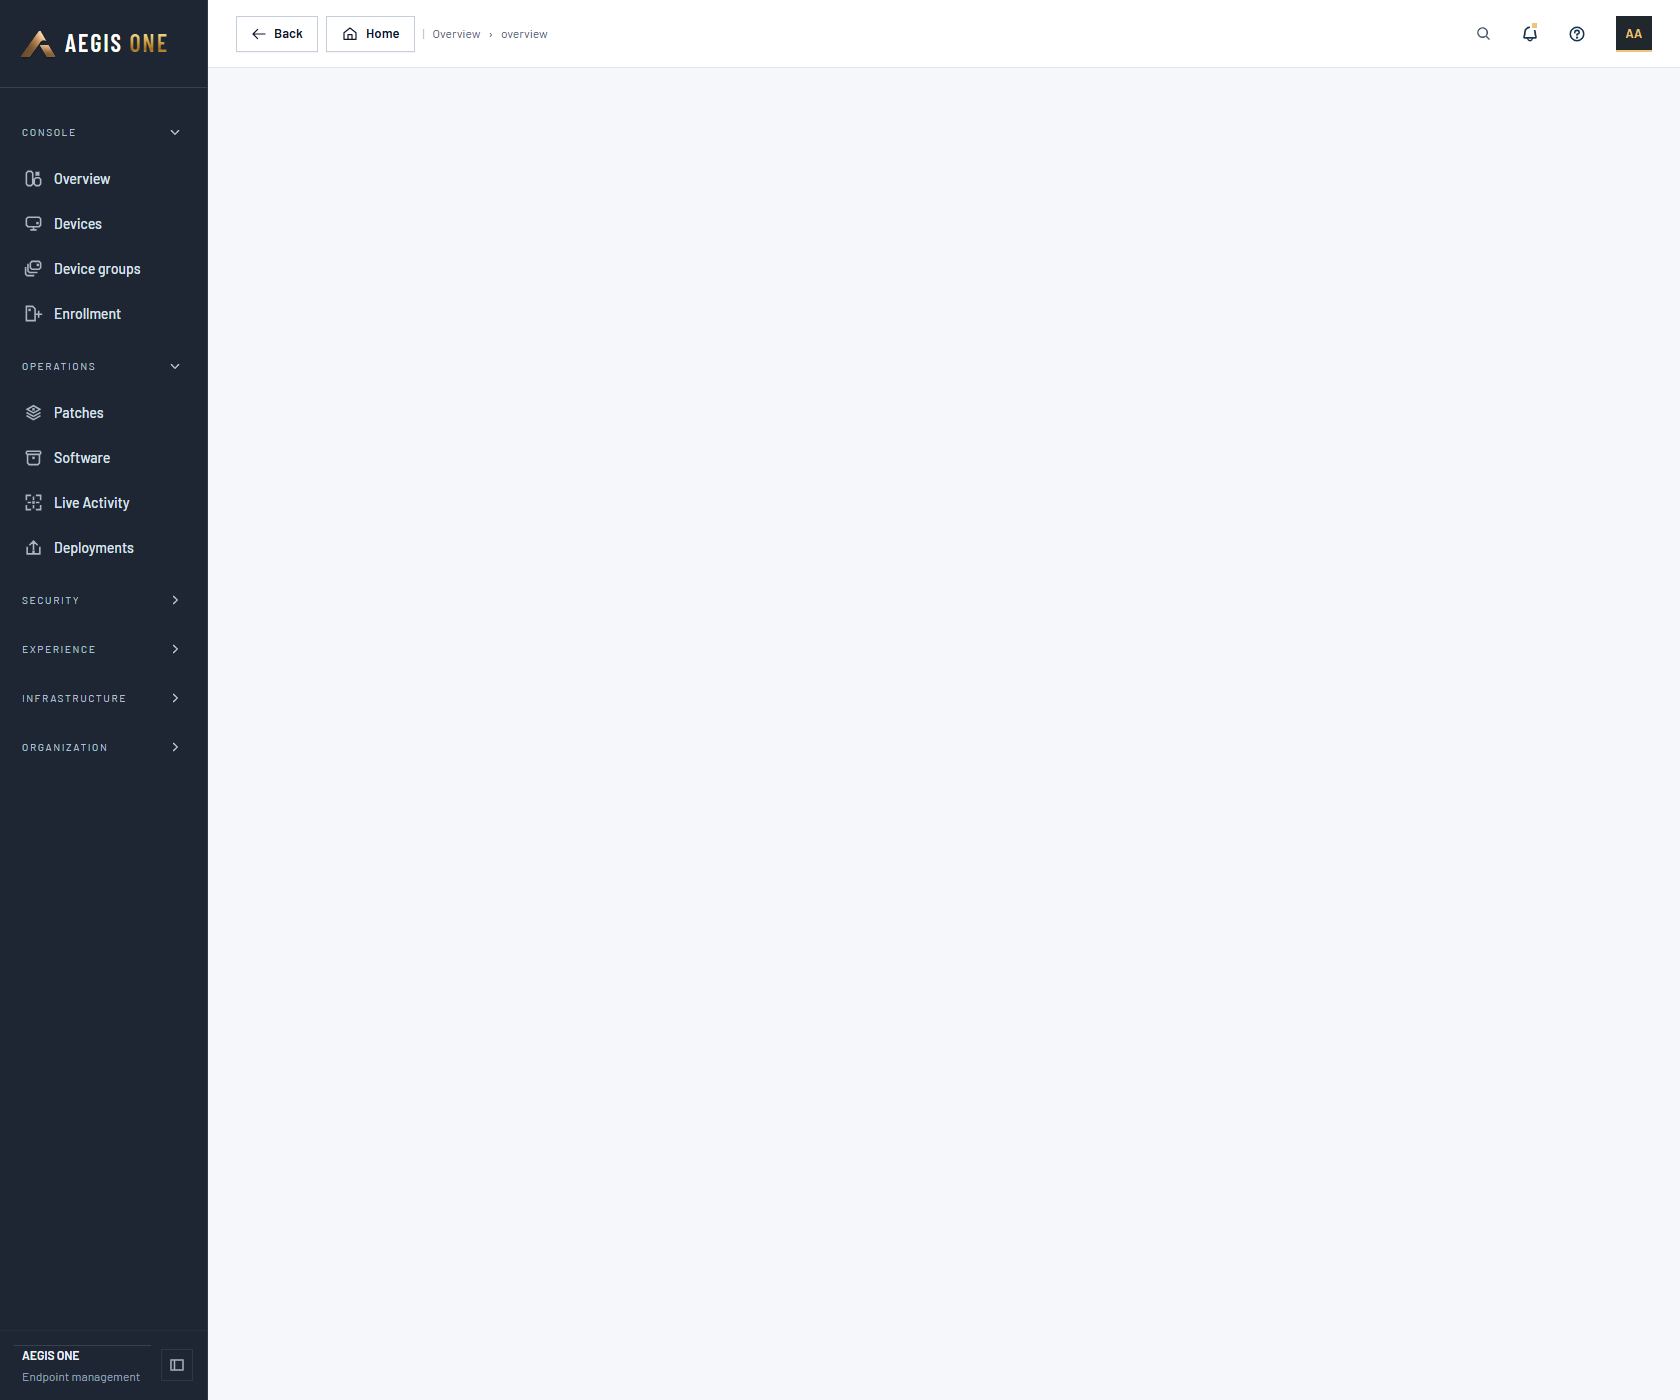 AEGIS ONE
Back
Home
Overview › overview
AA
CONSOLE
Overview
Devices
Device groups
Enrollment
OPERATIONS
Patches
Software
Live Activity
Deployments
SECURITY
EXPERIENCE
INFRASTRUCTURE
ORGANIZATION
AEGIS ONE
Endpoint management